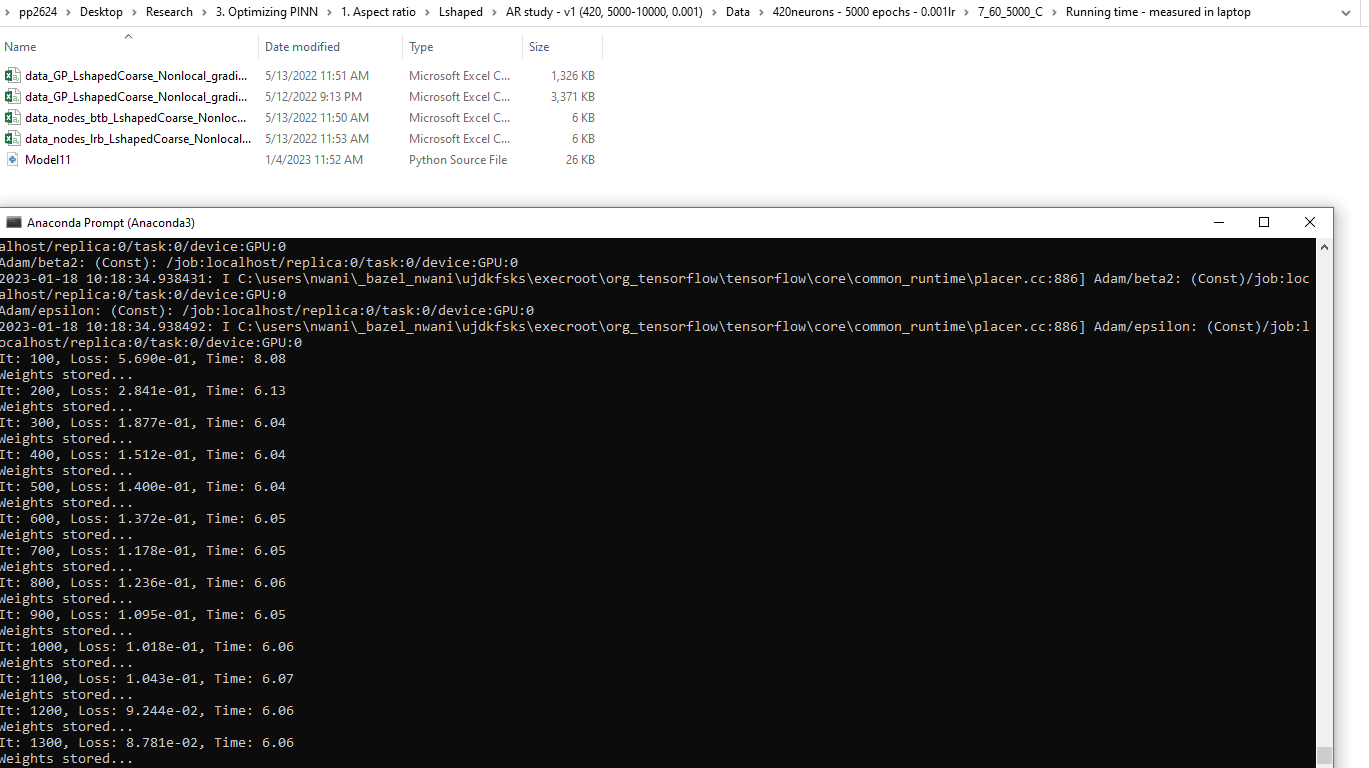 pp2624 > Desktop > Research > 3. Optimizing PINN > 1. Aspect ratio > Lshaped > AR study - v1 (420, 5000-10000, 0.001) > Data > 420neurons - 5000 epochs - 0.001lr > 7_60_5000_C > Running time - measured in laptop
Name Date modified Type Size
data_GP_LshapedCoarse_Nonlocal_gradi... 5/13/2022 11:51 AM Microsoft Excel C... 1,326 KB
data_GP_LshapedCoarse_Nonlocal_gradi... 5/12/2022 9:13 PM Microsoft Excel C... 3,371 KB
data_nodes_btb_LshapedCoarse_Nonloc... 5/13/2022 11:50 AM Microsoft Excel C... 6 KB
data_nodes_lrb_LshapedCoarse_Nonlocal... 5/13/2022 11:53 AM Microsoft Excel C... 6 KB
Model11 1/4/2023 11:52 AM Python Source File 26 KB
Anaconda Prompt (Anaconda3)
alhost/replica:0/task:0/device:GPU:0
Adam/beta2: (Const): /job:localhost/replica:0/task:0/device:GPU:0
2023-01-18 10:18:34.938431: I C:\users\nwani\_bazel_nwani\ujdkfsks\execroot\org_tensorflow\tensorflow\core\common_runtime\placer.cc:886] Adam/beta2: (Const)/job:loc
alhost/replica:0/task:0/device:GPU:0
Adam/epsilon: (Const): /job:localhost/replica:0/task:0/device:GPU:0
2023-01-18 10:18:34.938492: I C:\users\nwani\_bazel_nwani\ujdkfsks\execroot\org_tensorflow\tensorflow\core\common_runtime\placer.cc:886] Adam/epsilon: (Const)/job:l
ocalhost/replica:0/task:0/device:GPU:0
It: 100, Loss: 5.690e-01, Time: 8.08
Weights stored...
It: 200, Loss: 2.841e-01, Time: 6.13
Weights stored...
It: 300, Loss: 1.877e-01, Time: 6.04
Weights stored...
It: 400, Loss: 1.512e-01, Time: 6.04
Weights stored...
It: 500, Loss: 1.400e-01, Time: 6.04
Weights stored...
It: 600, Loss: 1.372e-01, Time: 6.05
Weights stored...
It: 700, Loss: 1.178e-01, Time: 6.05
Weights stored...
It: 800, Loss: 1.236e-01, Time: 6.06
Weights stored...
It: 900, Loss: 1.095e-01, Time: 6.05
Weights stored...
It: 1000, Loss: 1.018e-01, Time: 6.06
Weights stored...
It: 1100, Loss: 1.043e-01, Time: 6.07
Weights stored...
It: 1200, Loss: 9.244e-02, Time: 6.06
Weights stored...
It: 1300, Loss: 8.781e-02, Time: 6.06
Weights stored...